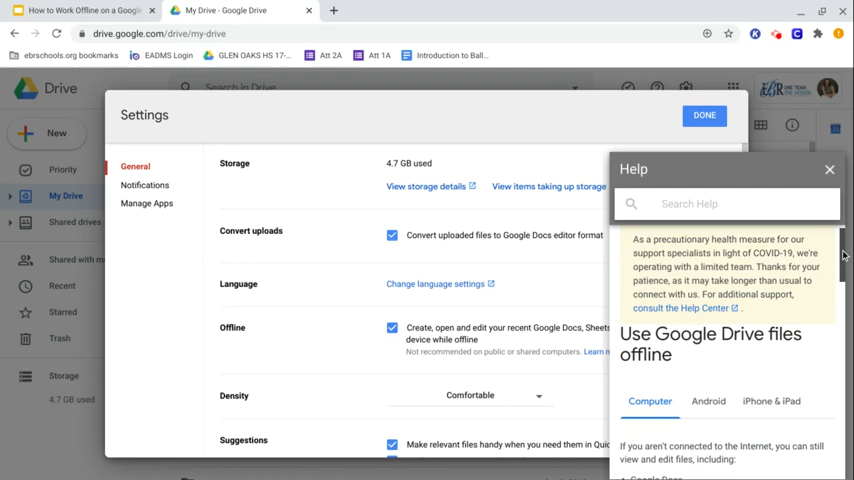 How to Work Offline on a Google
My Drive - Google Drive
drive.google.com/drive/my-drive
ebrschools.org bookmarks
EADMS Login
GLEN OAKS HS 17-...
Att 2A
Att 1A
Introduction to Ball...
Drive
Search in Drive
ONE TEAM
New
Priority
My Drive
Shared drives
Shared with m
Recent
Starred
Trash
Storage
4.7 GB used
Settings
DONE
General
Notifications
Manage Apps
Storage
4.7 GB used
View storage details
View items taking up storage
Convert uploads
Convert uploaded files to Google Docs editor format
Language
Change language settings
Offline
Create, open and edit your recent Google Docs, Sheets
device while offline
Not recommended on public or shared computers. Learn
Density
Comfortable
Suggestions
Make relevant files handy when you need them in Quic
Help
Search Help
As a precautionary health measure for our
support specialists in light of COVID-19, we're
operating with a limited team. Thanks for your
patience, as it may take longer than usual to
connect with us. For additional support,
consult the Help Center .
Use Google Drive files
offline
Computer
Android
iPhone & iPad
If you aren't connected to the Internet, you can still
view and edit files, including:
Google Docs